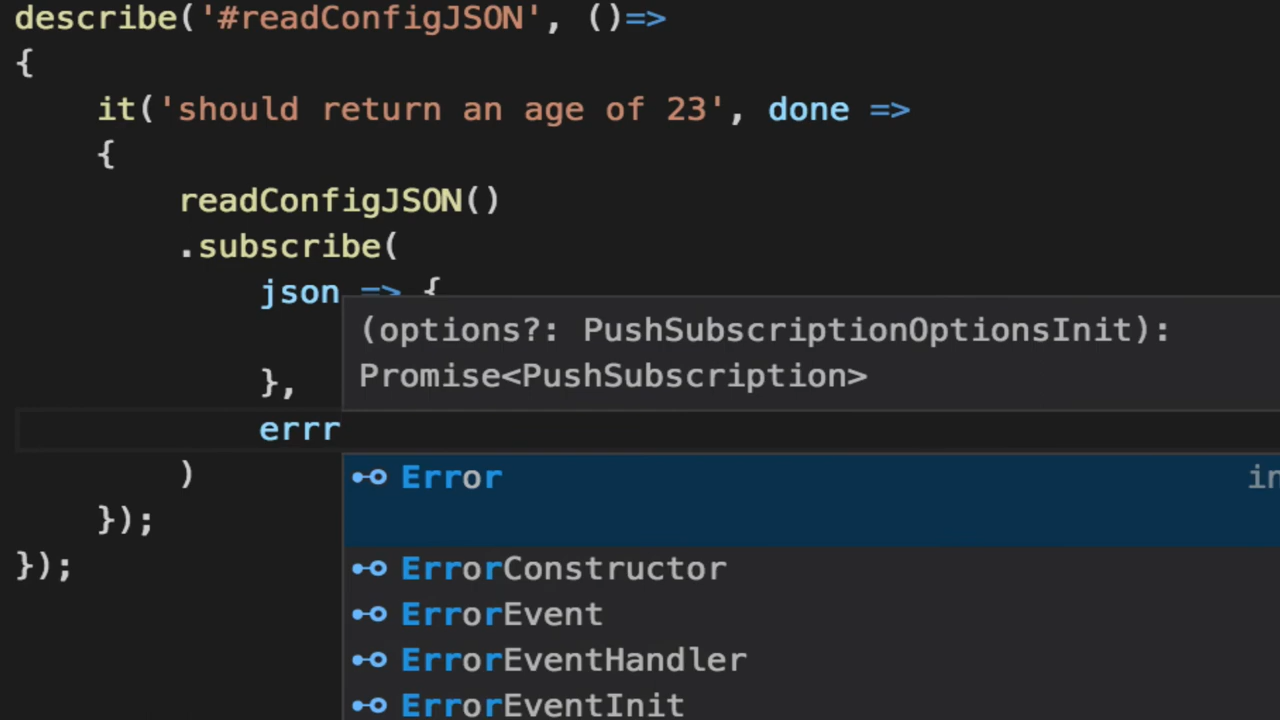 describe('#readConfigJSON', ()=>
{
it('should return an age of 23', done =>
{
readConfigJSON()
.subscribe(
json => {
(options?: PushSubscriptionOptionsInit):
Promise<PushSubscription>
},
errr
)
Error in
ErrorConstructor
ErrorEvent
ErrorEventHandler
ErrorEventInit
});
});